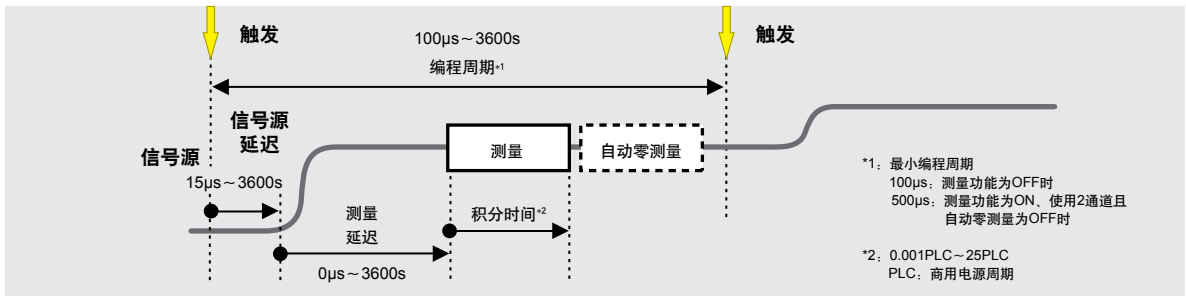 触发
100µs～3600s
触发
编程周期*1
信号源
延迟
信号源
15µs～3600s
测量
自动零测量
测量
延迟
积分时间*2
0µs～3600s
*1：最小编程周期
100µs：测量功能为OFF时
500µs：测量功能为ON、使用2通道且
自动零测量为OFF时
*2：0.001PLC～25PLC
PLC：商用电源周期